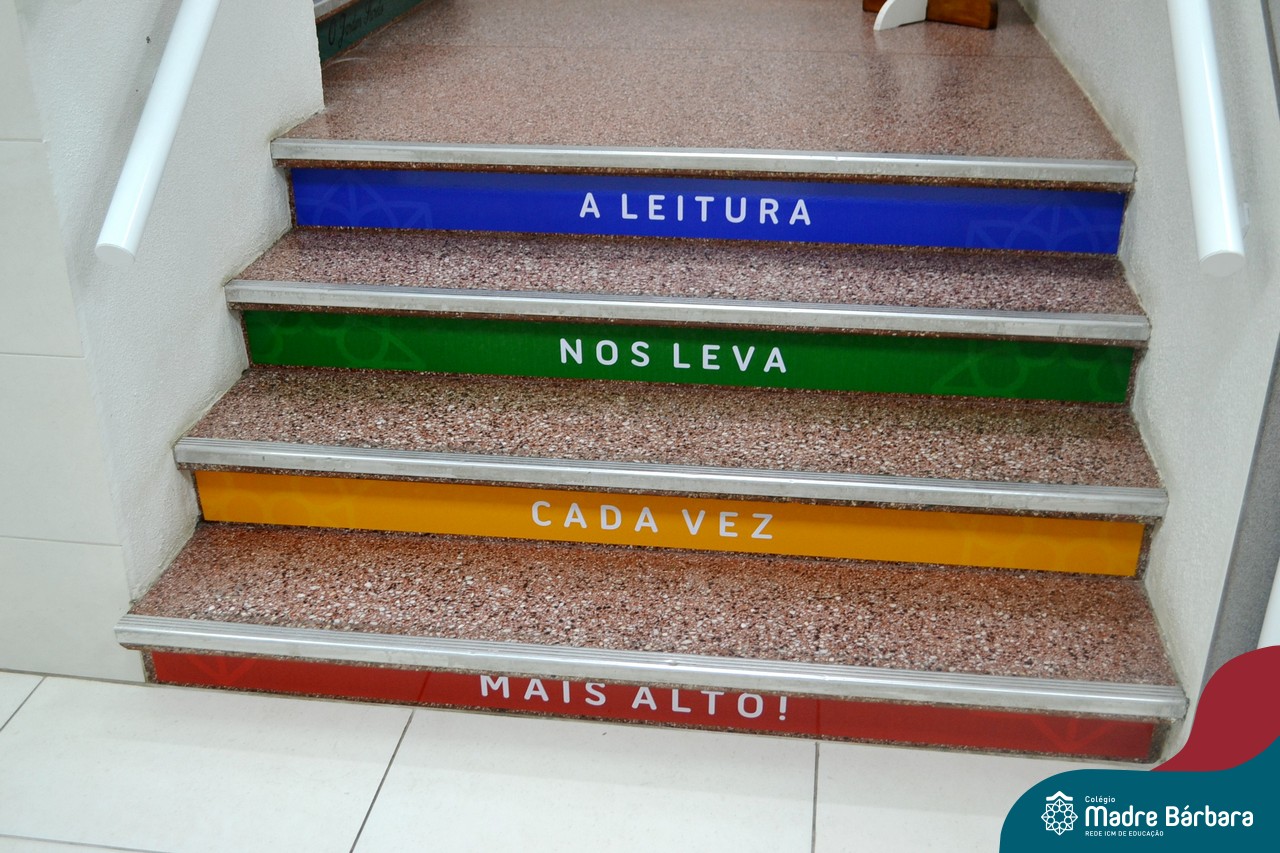 A LEITURA
NOS LEVA
CADA VEZ
MAIS ALTO!
Colégio
Madre Bárbara
REDE ICM DE EDUCAÇÃO